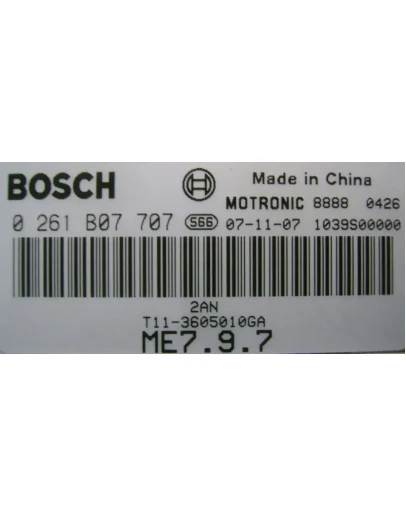 BOSCH Made in China
MOTRONIC 8888 0426
0 261 B07 707 S66 07-11-07 1039S00000
2AN
T11-3605010GA
ME7.9.7